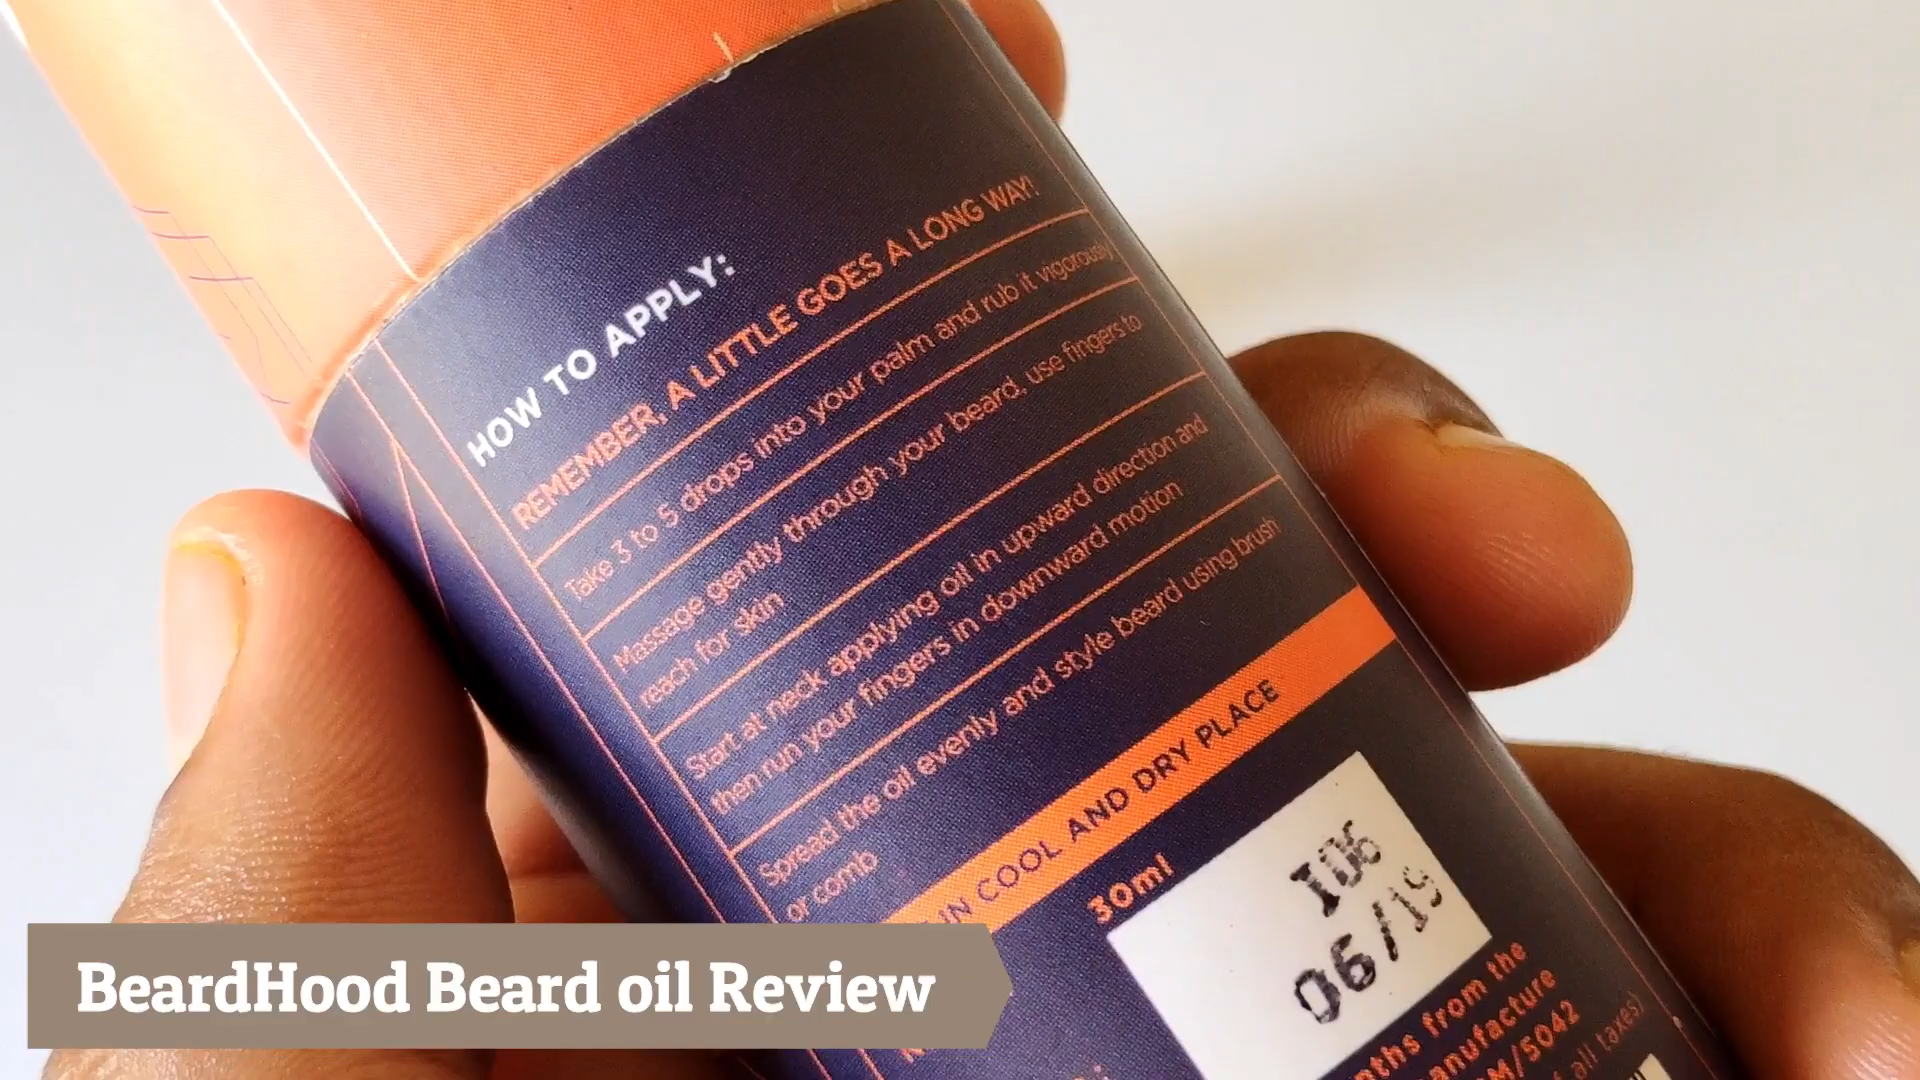 HOW TO APPLY:
REMEMBER, A LITTLE GOES A LONG WAY!
Take 3 to 5 drops into your palm and rub it vigorously
Massage gently through your beard, use fingers to
reach for skin
Start at neck applying oil in upward direction and
then run your fingers in downward motion
Spread the oil evenly and style beard using brush
or comb
IN COOL AND DRY PLACE
30ml
I06
06/19
from the
/5042
all taxes)
BeardHood Beard oil Review